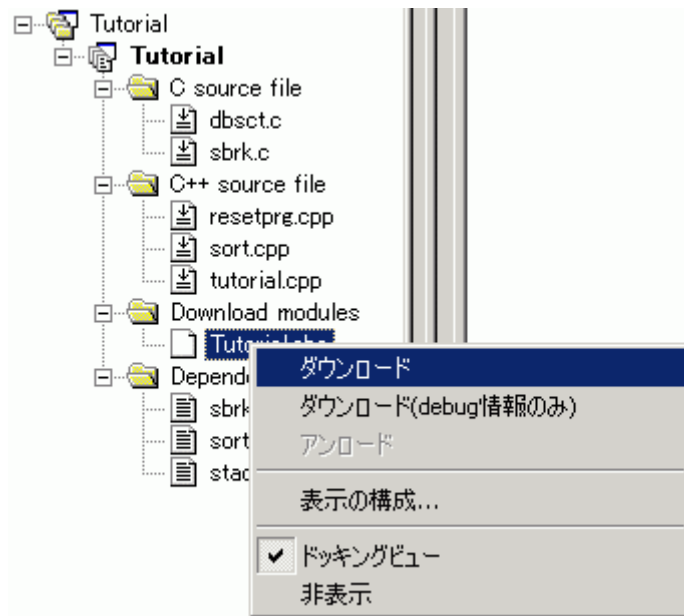 Tutorial
Tutorial
C source file
dbsct.c
sbrk.c
C++ source file
resetprg.cpp
sort.cpp
tutorial.cpp
Download modules
ダウンロード
ダウンロード(debug情報のみ)
sbrk
アンロード
sort
stac
表示の構成...
ドッキングビュー
非表示